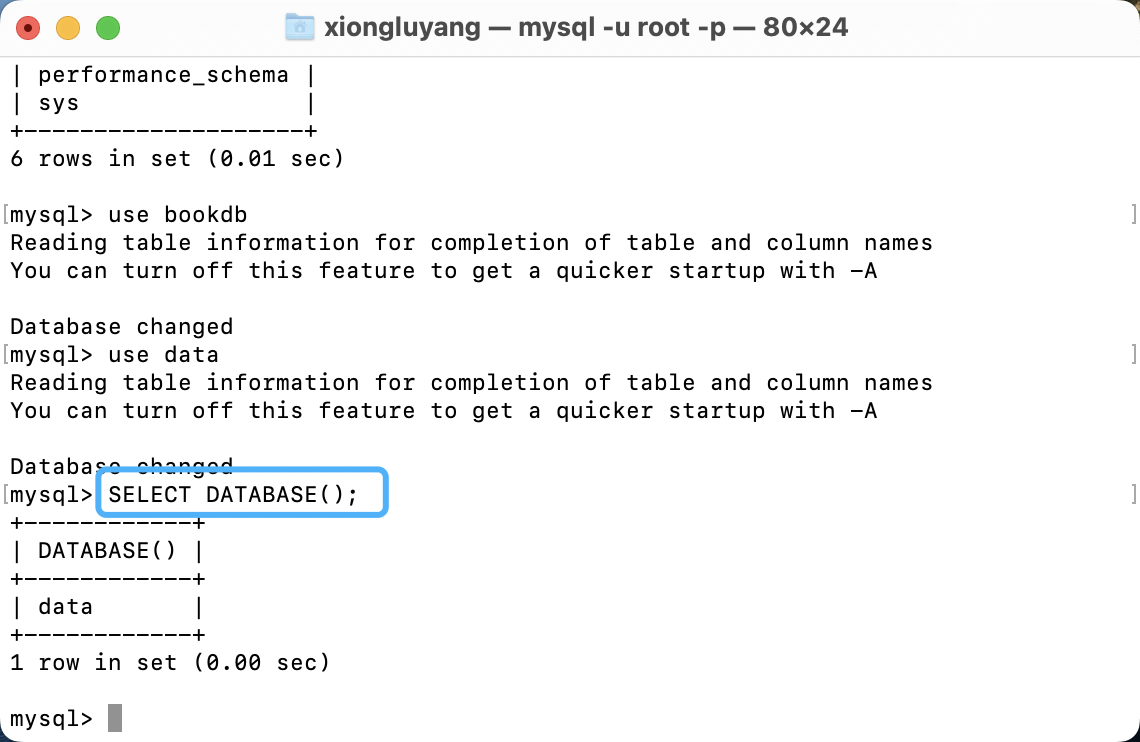 xiongluyang — mysql -u root -p — 80×24
| performance_schema |
| sys                |
+--------------------+
6 rows in set (0.01 sec)
[mysql> use bookdb ]
Reading table information for completion of table and column names
You can turn off this feature to get a quicker startup with -A
Database changed
[mysql> use data ]
Reading table information for completion of table and column names
You can turn off this feature to get a quicker startup with -A
Database changed
[mysql> SELECT DATABASE(); ]
+------------+
| DATABASE() |
+------------+
| data       |
+------------+
1 row in set (0.00 sec)
mysql>